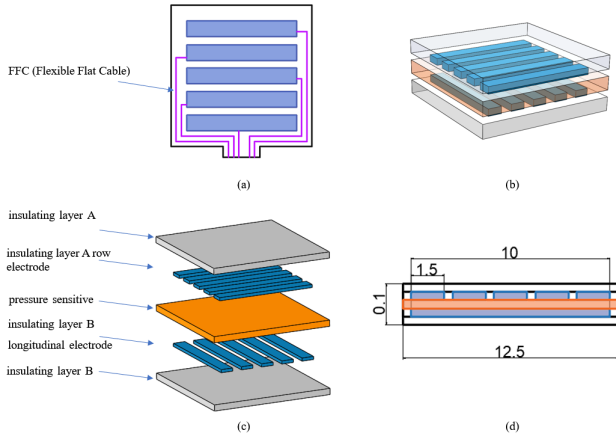 FFC (Flexible Flat Cable)
(a)
(b)
insulating layer A
insulating layer A row
electrode
pressure sensitive
insulating layer B
longitudinal electrode
insulating layer B
(c)
10
1.5
0.1
12.5
(d)